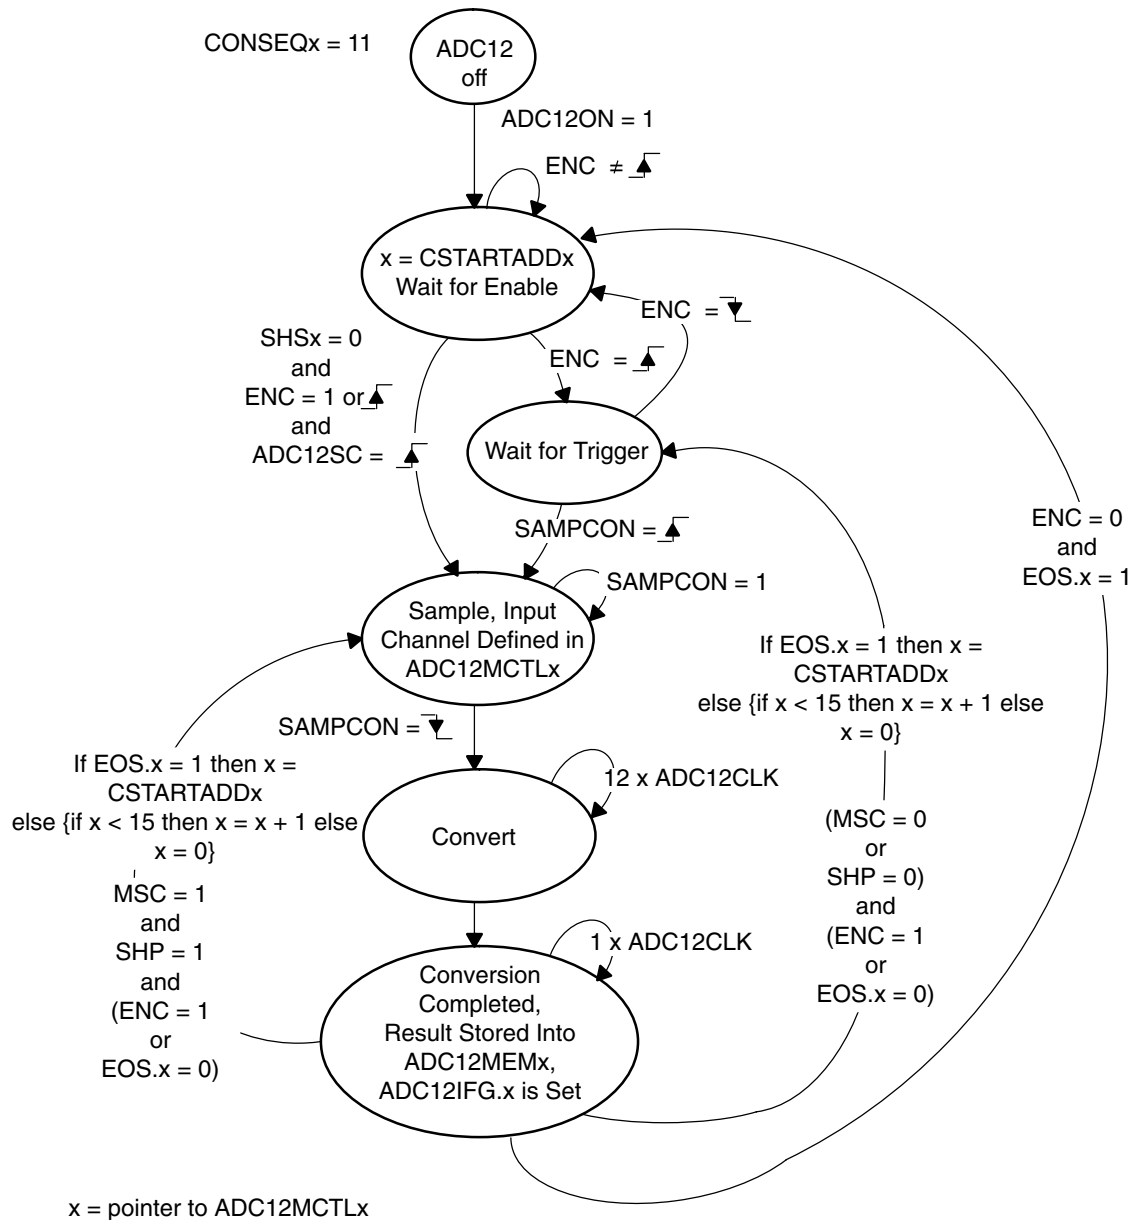 CONSEQx = 11
ADC12
off
ADC12ON = 1
ENC ≠
x = CSTARTADDx
Wait for Enable
ENC =
SHSx = 0
and
ENC = 1 or
and
ADC12SC =
ENC =
Wait for Trigger
SAMPCON =
ENC = 0
and
EOS.x = 1
SAMPCON = 1
Sample, Input
Channel Defined in
ADC12MCTLx
If EOS.x = 1 then x =
CSTARTADDx
else {if x < 15 then x = x + 1 else
x = 0}
SAMPCON =
If EOS.x = 1 then x =
CSTARTADDx
else {if x < 15 then x = x + 1 else
x = 0}
12 x ADC12CLK
Convert
(MSC = 0
or
SHP = 0)
and
(ENC = 1
or
EOS.x = 0)
MSC = 1
and
SHP = 1
and
(ENC = 1
or
EOS.x = 0)
1 x ADC12CLK
Conversion
Completed,
Result Stored Into
ADC12MEMx,
ADC12IFG.x is Set
x = pointer to ADC12MCTLx